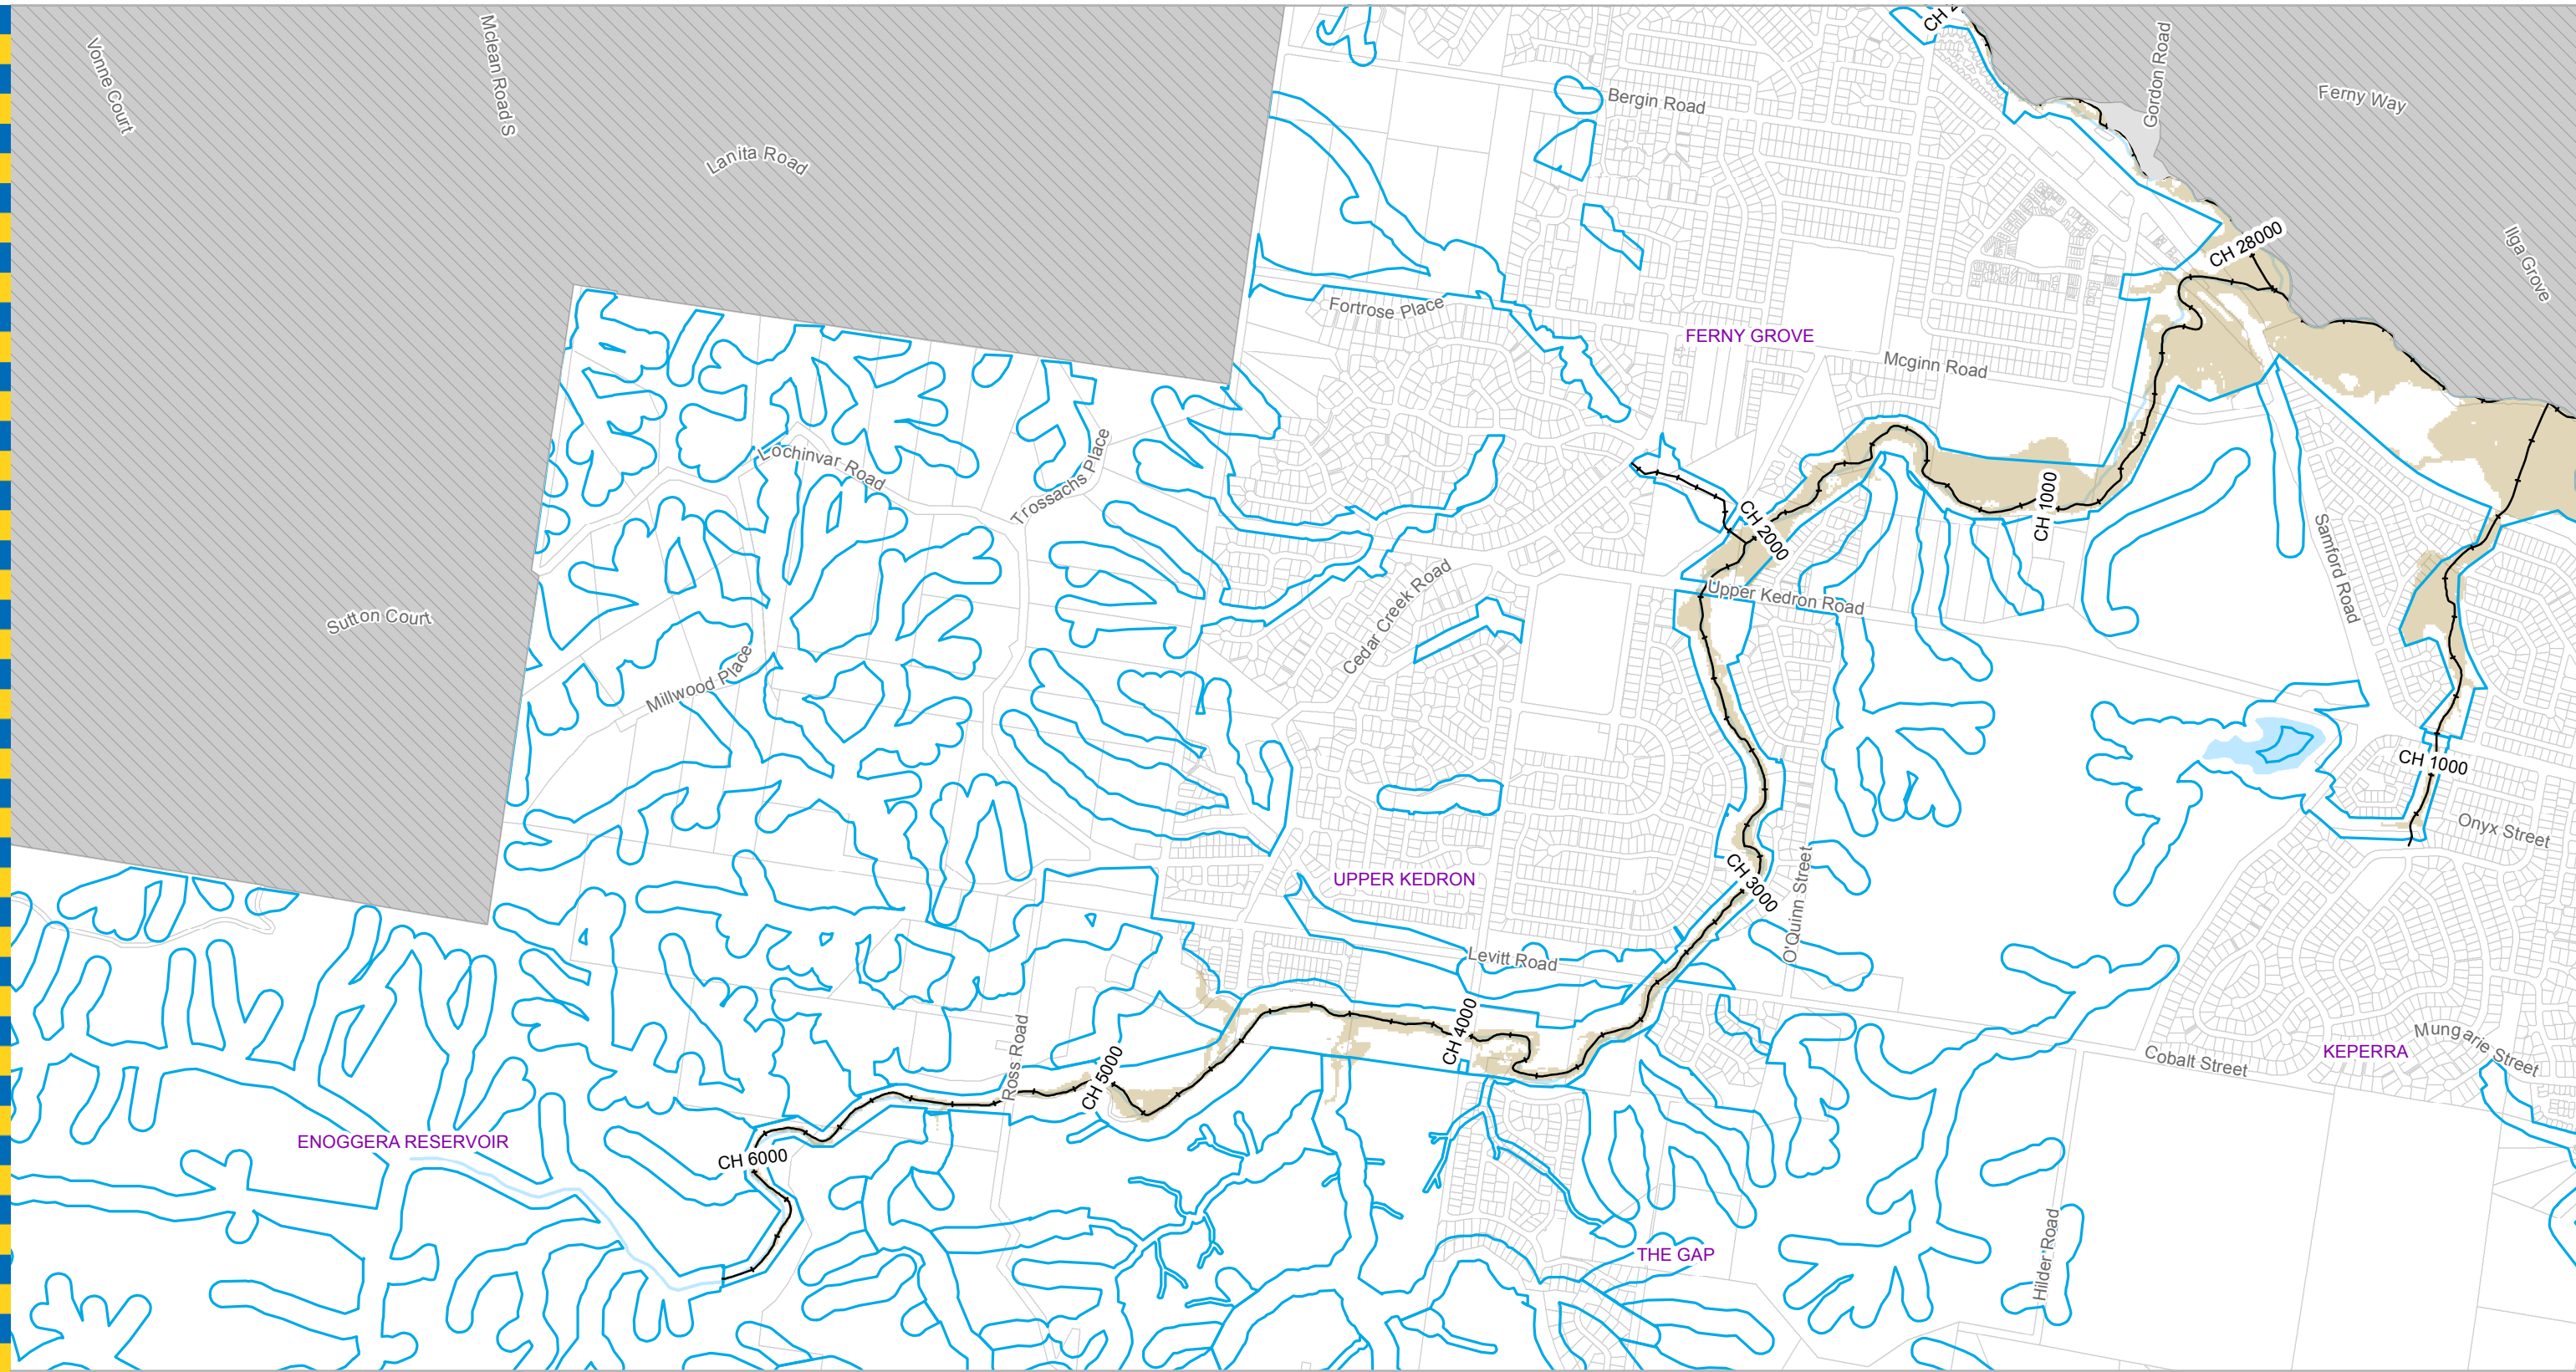 CH 2
Vonne Court
Mclean Road S
Gordon Road
Ferny Way
Bergin Road
Lanita Road
CH 28000
Ilga Grove
Fortrose Place
FERNY GROVE
Mcginn Road
Lochinvar Road
Trossachs Place
CH 1000
CH 2000
Samford Road
Cedar Creek Road
Upper Kedron Road
Sutton Court
Millwood Place
CH 1000
Onyx Street
UPPER KEDRON
CH 3000
O'Quinn Street
Levitt Road
CH 4000
Ross Road
CH 5000
Mungarie Street
KEPERRA
Cobalt Street
ENOGGERA RESERVOIR
CH 6000
THE GAP
Hilder Road